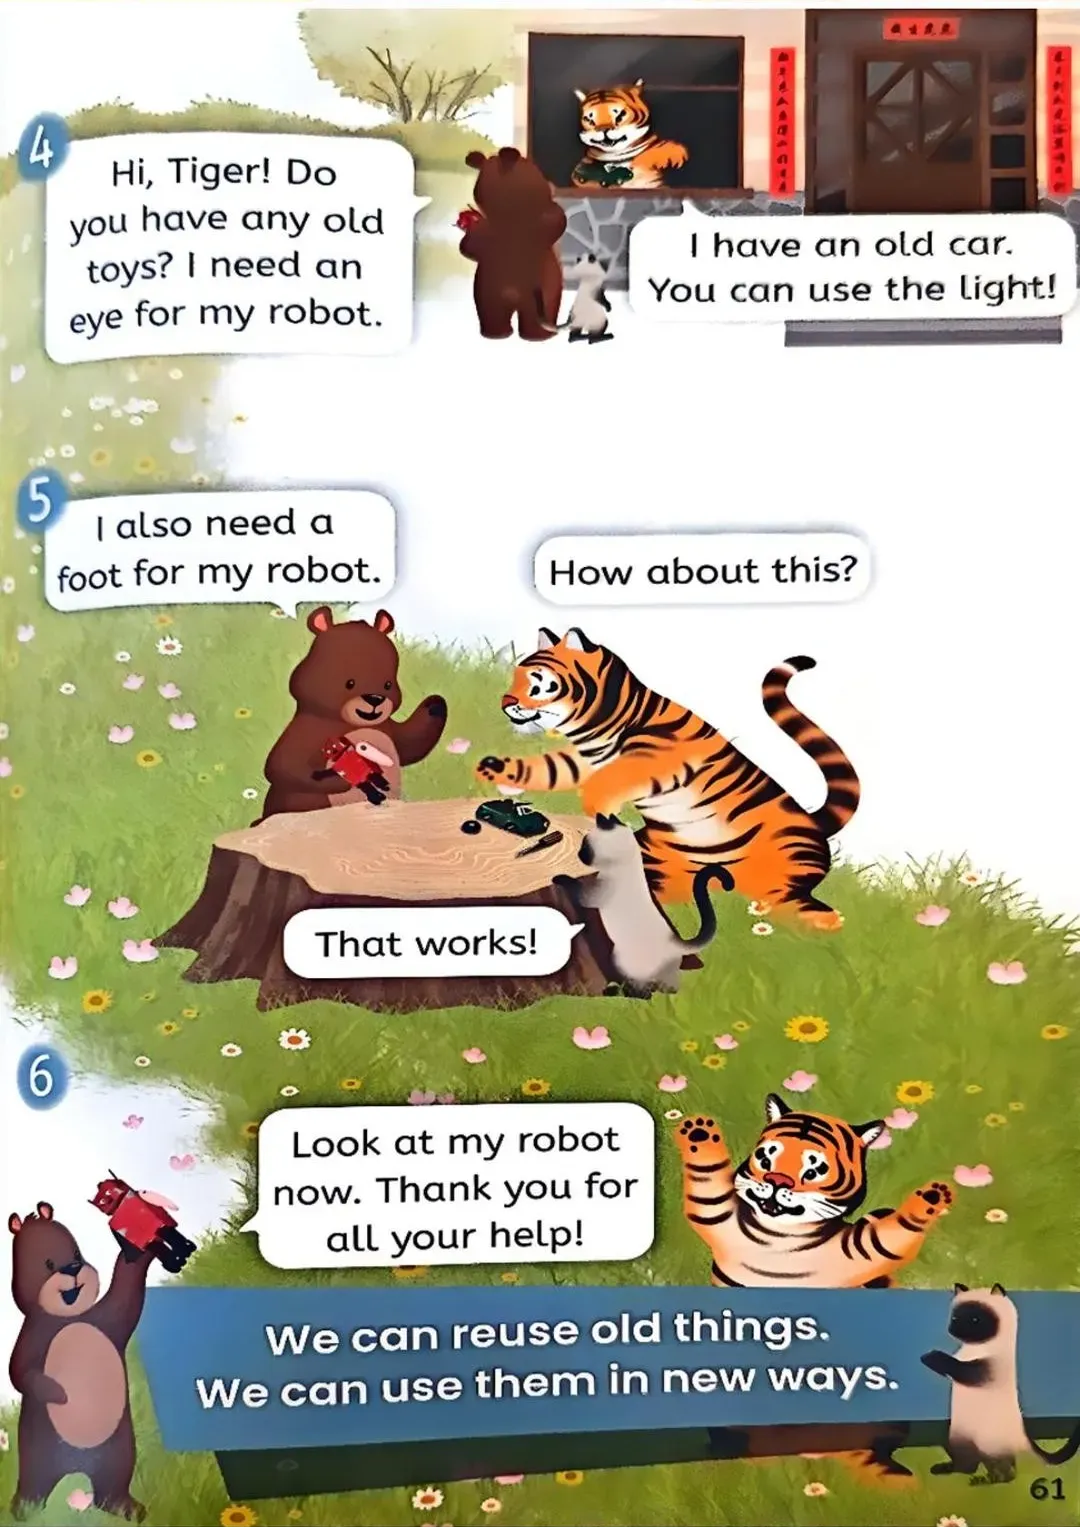 4
Hi, Tiger! Do
you have any old
toys? I need an
eye for my robot.
I have an old car.
You can use the light!
5
I also need a
foot for my robot.
How about this?
That works!
6
Look at my robot
now. Thank you for
all your help!
We can reuse old things.
We can use them in new ways.
61